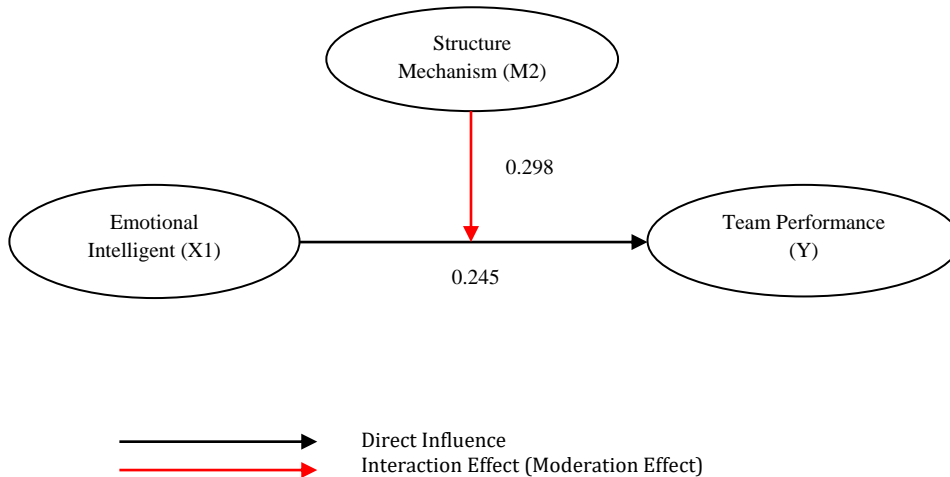 Structure
Mechanism (M2)
0.298
Emotional
Intelligent (X1)
Team Performance
(Y)
0.245
Direct Influence
Interaction Effect (Moderation Effect)